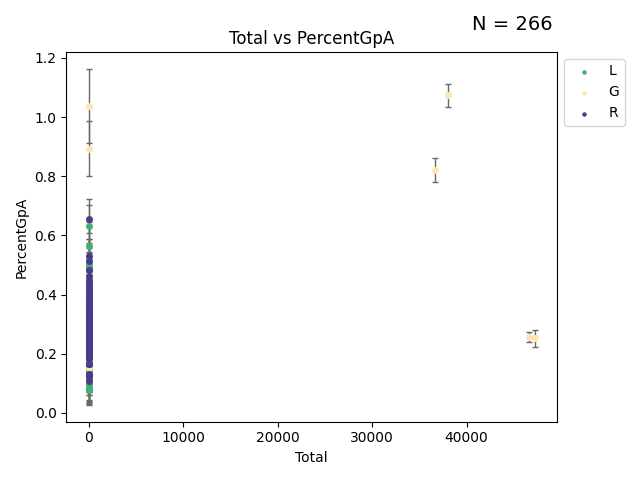 N = 266
Total vs PercentGpA
L
G
R
PercentGpA
1.2
1.0
0.8
0.6
0.4
0.2
0.0
0 10000 20000 30000 40000
Total